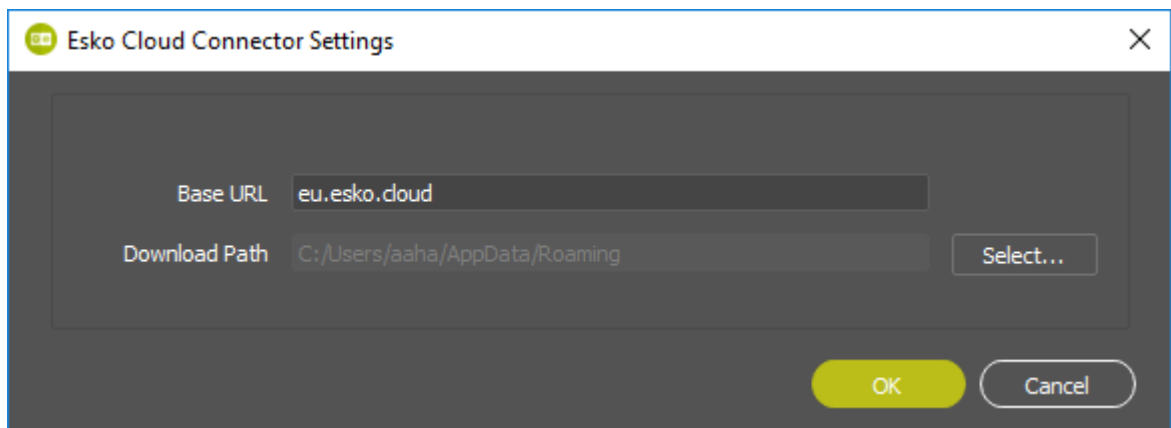 Esko Cloud Connector Settings
Base URL eu.esko.cloud
Download Path C:/Users/aaha/AppData/Roaming Select...
OK Cancel